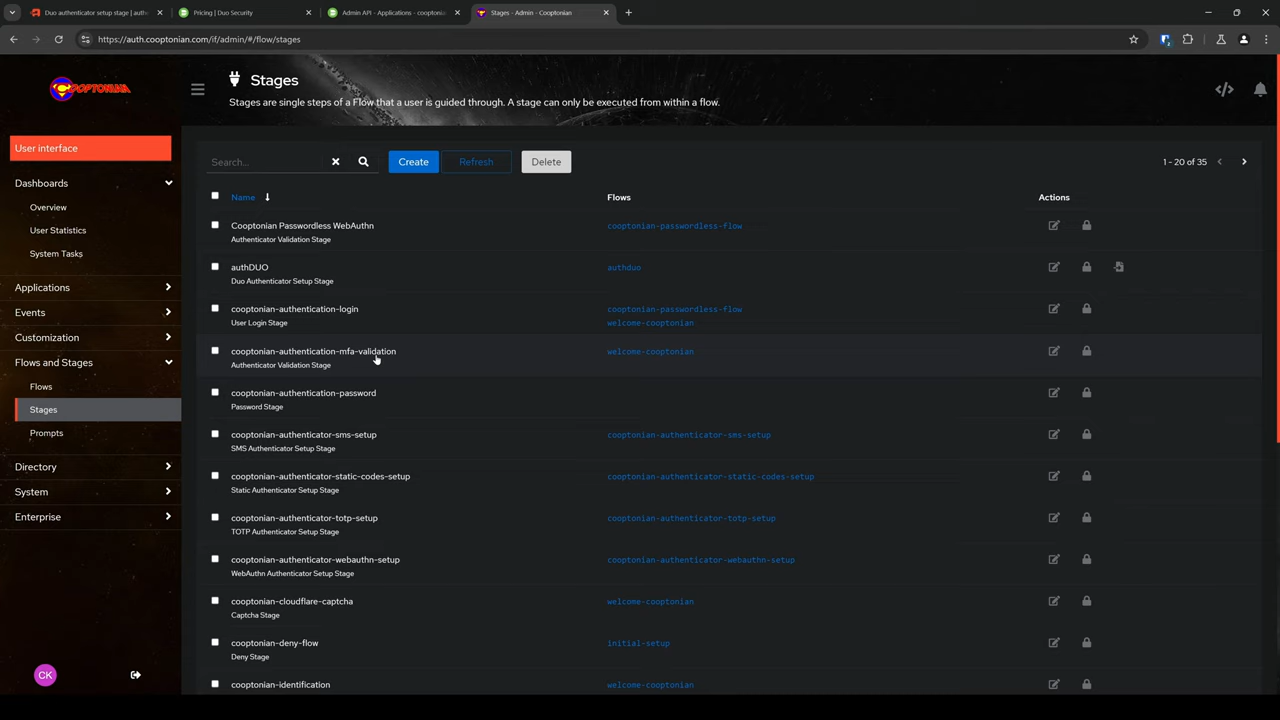 Duo authenticator setup stage | auth
Pricing | Duo Security
Admin API - Applications - cooptonia
Stages - Admin - Cooptonian
https://auth.cooptonian.com/if/admin/#/flow/stages
COOPTONIAN
Stages
Stages are single steps of a Flow that a user is guided through. A stage can only be executed from within a flow.
User interface
Dashboards
Overview
User Statistics
System Tasks
Applications
Events
Customization
Flows and Stages
Flows
Stages
Prompts
Directory
System
Enterprise
CK
Search...
Create
Refresh
Delete
1 - 20 of 35
Name
Flows
Actions
Cooptonian Passwordless WebAuthn
Authenticator Validation Stage
cooptonian-passwordless-flow
authDUO
Duo Authenticator Setup Stage
authduo
cooptonian-authentication-login
User Login Stage
cooptonian-passwordless-flow
welcome-cooptonian
cooptonian-authentication-mfa-validation
Authenticator Validation Stage
welcome-cooptonian
cooptonian-authentication-password
Password Stage
cooptonian-authenticator-sms-setup
SMS Authenticator Setup Stage
cooptonian-authenticator-sms-setup
cooptonian-authenticator-static-codes-setup
Static Authenticator Setup Stage
cooptonian-authenticator-static-codes-setup
cooptonian-authenticator-totp-setup
TOTP Authenticator Setup Stage
cooptonian-authenticator-totp-setup
cooptonian-authenticator-webauthn-setup
WebAuthn Authenticator Setup Stage
cooptonian-authenticator-webauthn-setup
cooptonian-cloudflare-captcha
Captcha Stage
welcome-cooptonian
cooptonian-deny-flow
Deny Stage
initial-setup
cooptonian-identification
welcome-cooptonian